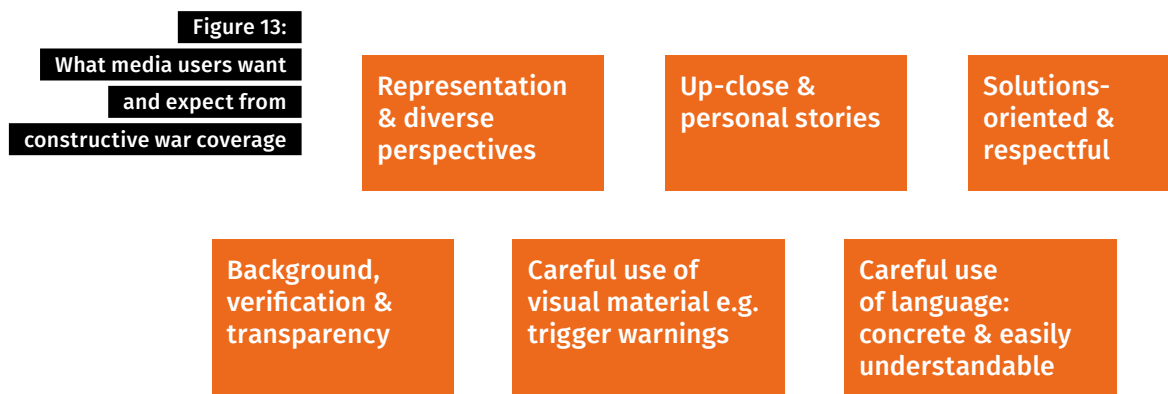 Figure 13:
What media users want
and expect from
constructive war coverage
Representation
& diverse
perspectives
Up-close &
personal stories
Solutions-
oriented &
respectful
Background,
verification &
transparency
Careful use of
visual material e.g.
trigger warnings
Careful use
of language:
concrete & easily
understandable